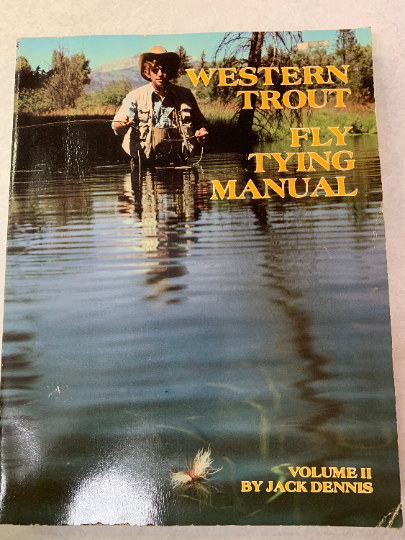 WESTERN
TROUT
FLY
TYING
MANUAL
VOLUME II
BY JACK DENNIS